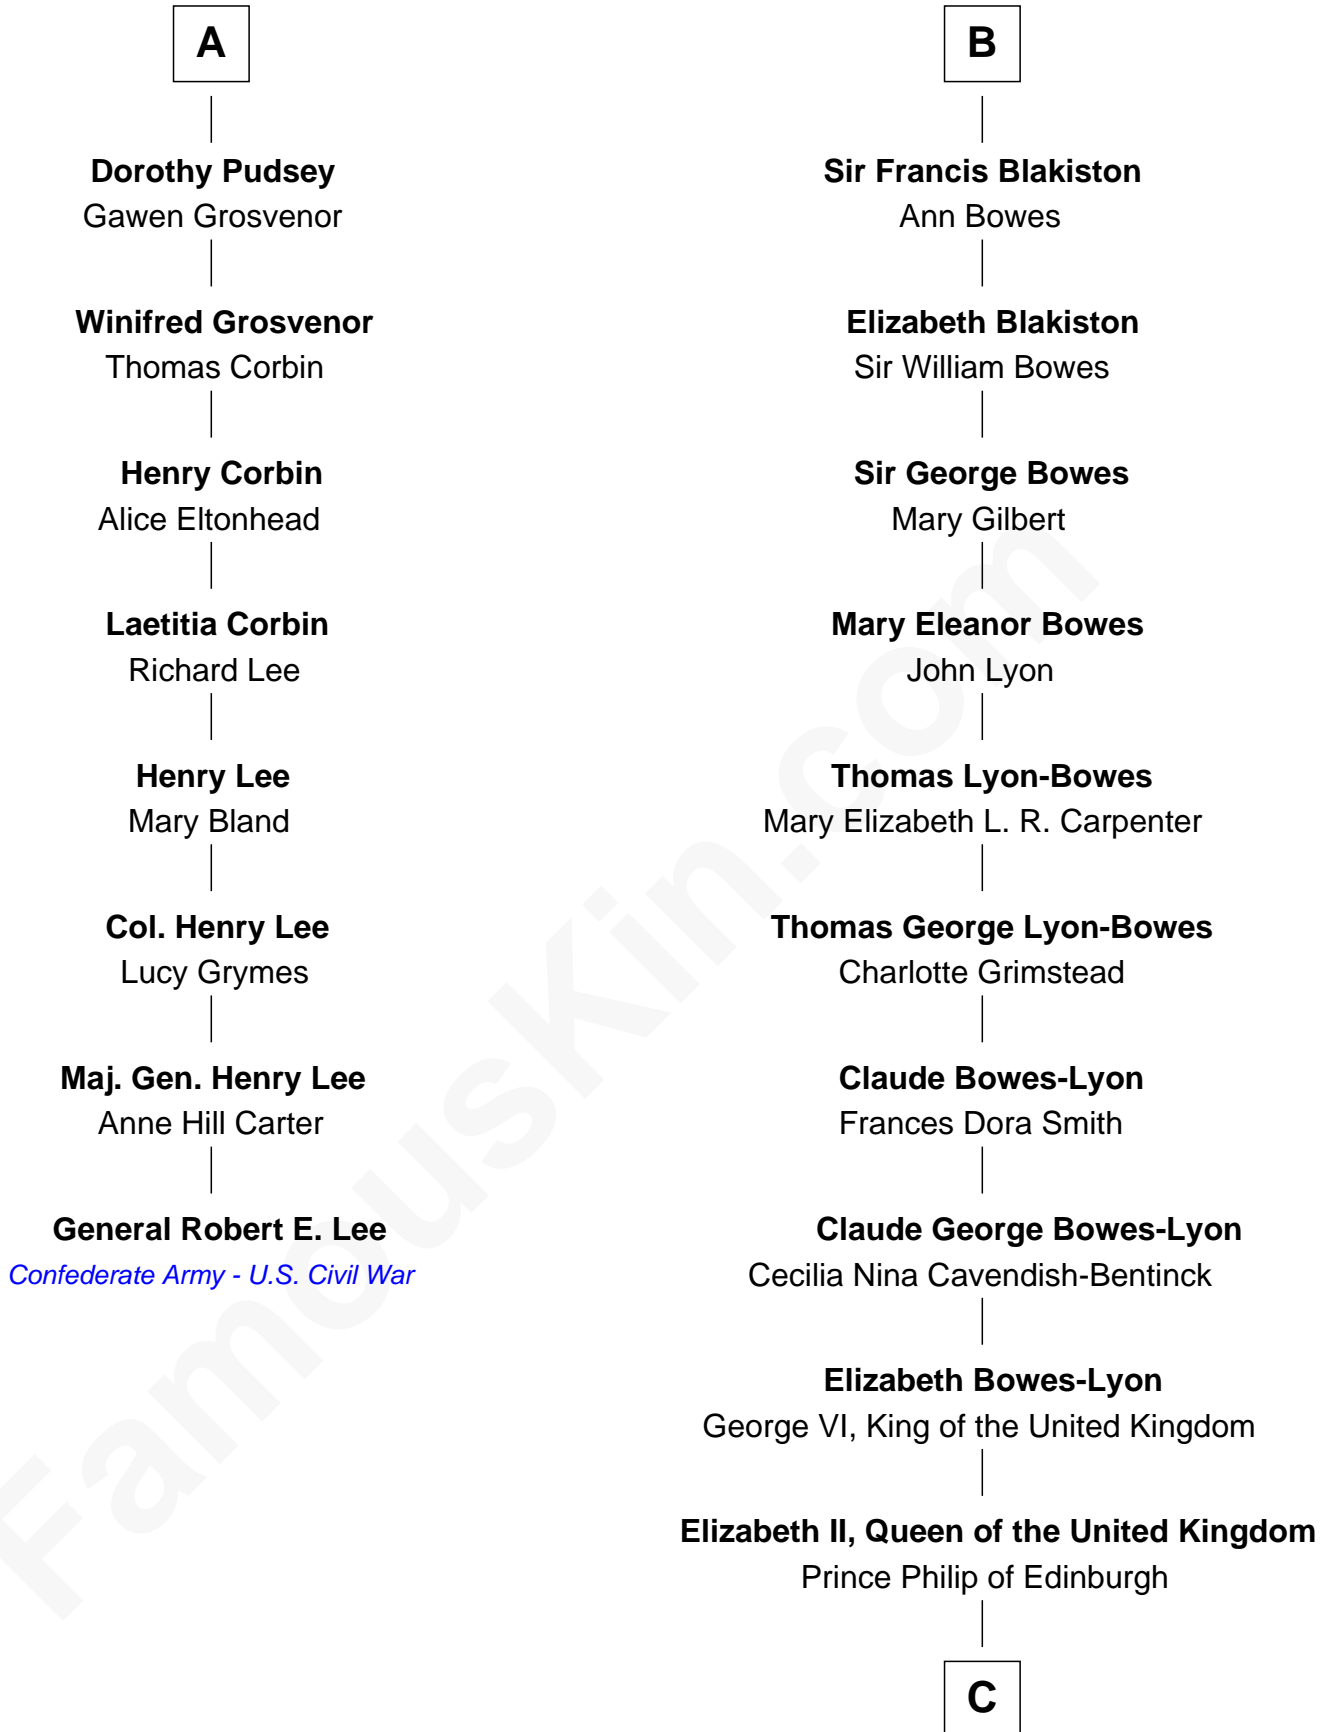 A
Dorothy Pudsey
Gawen Grosvenor
Winifred Grosvenor
Thomas Corbin
Henry Corbin
Alice Eltonhead
Laetitia Corbin
Richard Lee
Henry Lee
Mary Bland
Col. Henry Lee
Lucy Grymes
Maj. Gen. Henry Lee
Anne Hill Carter
General Robert E. Lee
Confederate Army - U.S. Civil War
B
Sir Francis Blakiston
Ann Bowes
Elizabeth Blakiston
Sir William Bowes
Sir George Bowes
Mary Gilbert
Mary Eleanor Bowes
John Lyon
Thomas Lyon-Bowes
Mary Elizabeth L. R. Carpenter
Thomas George Lyon-Bowes
Charlotte Grimstead
Claude Bowes-Lyon
Frances Dora Smith
Claude George Bowes-Lyon
Cecilia Nina Cavendish-Bentinck
Elizabeth Bowes-Lyon
George VI, King of the United Kingdom
Elizabeth II, Queen of the United Kingdom
Prince Philip of Edinburgh
C
FamousKin.com